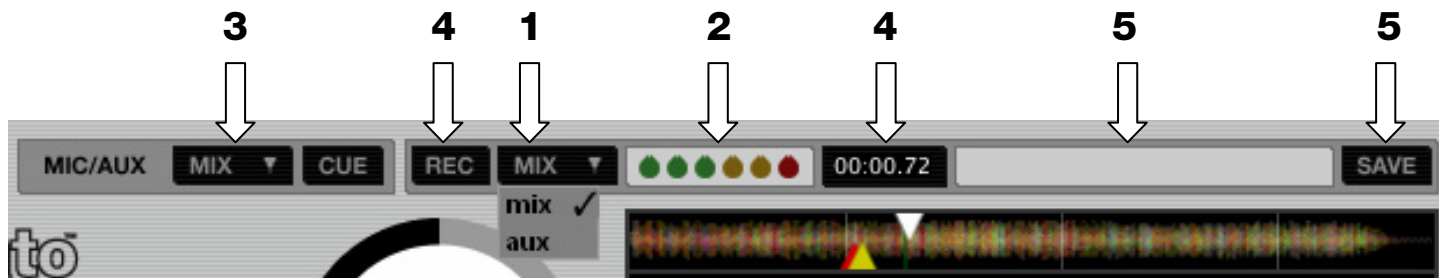 3 4 1 2 4 5 5
MIC/AUX MIX ▼ CUE REC MIX ▼ 00:00.72 SAVE
mix ✓
aux
to™